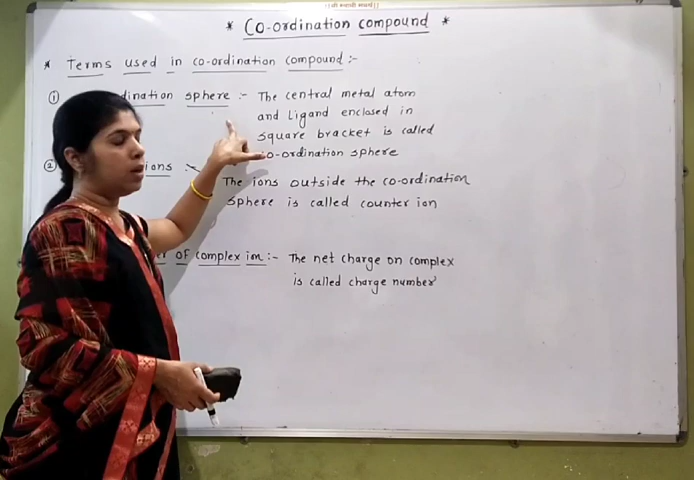 ||श्री स्वामी समर्थ||
* Co-ordination compound *
* Terms used in co-ordination compound :-
① dination sphere :- The central metal atom
and Ligand enclosed in
square bracket is called
co-ordination sphere
② ions :-
The ions outside the co-ordination
sphere is called counter ion
of complex ion :- The net charge on complex
is called charge number